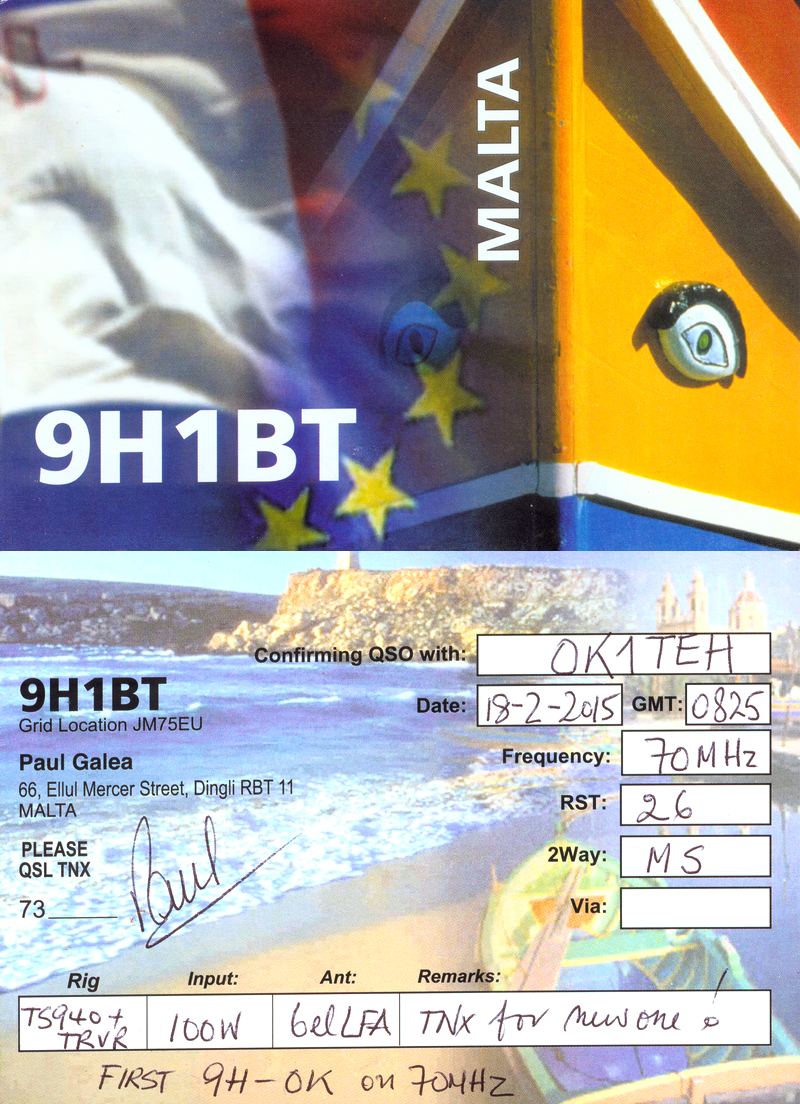 MALTA
9H1BT
Confirming QSO with: OK1TEH
9H1BT
Grid Location JM75EU
Date: 18-2-2015 GMT: 0825
Paul Galea
66, Ellul Mercer Street, Dingli RBT 11
MALTA
Frequency: 70MHz
RST: 26
PLEASE
QSL TNX
2Way: MS
73 Paul
Via:
Rig Input: Ant: Remarks:
TS940+
TRVR
100W 6el LFA TNX for new one!
FIRST 9H-OK on 70MHz